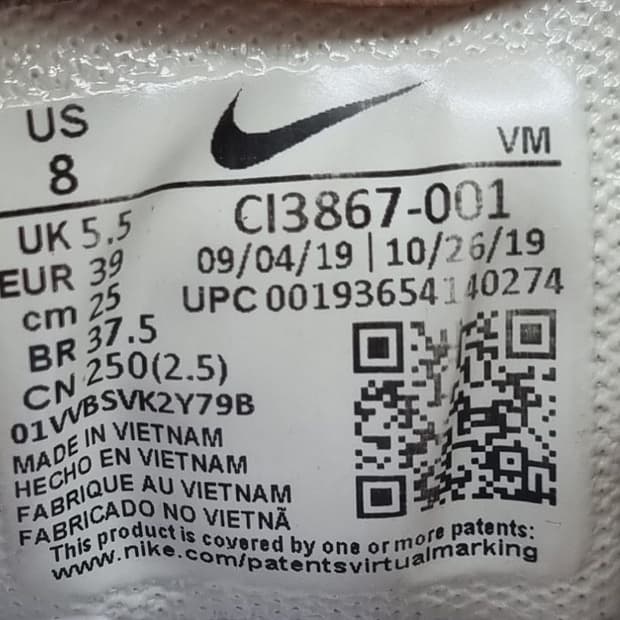 US
8
VM
UK 5.5
EUR 39
cm 25
BR 37.5
CN 250(2.5)
CI3867-001
09/04/19 | 10/26/19
UPC 00193654140274
01VVBSVK2Y79B
MADE IN VIETNAM
HECHO EN VIETNAM
FABRIQUE AU VIETNAM
FABRICADO NO VIETNÃ
This product is covered by one or more patents:
www.nike.com/patentsvirtualmarking